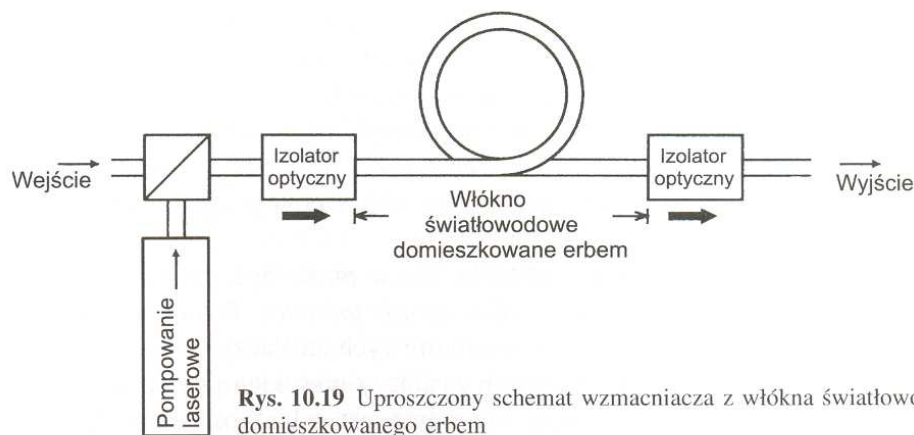 Wejście
Izolator
optyczny
Włókno
światłowodowe
domieszkowane erbem
Izolator
optyczny
Wyjście
Pompowanie
laserowe
Rys. 10.19 Uproszczony schemat wzmacniacza z włókna światłowo
domieszkowanego erbem